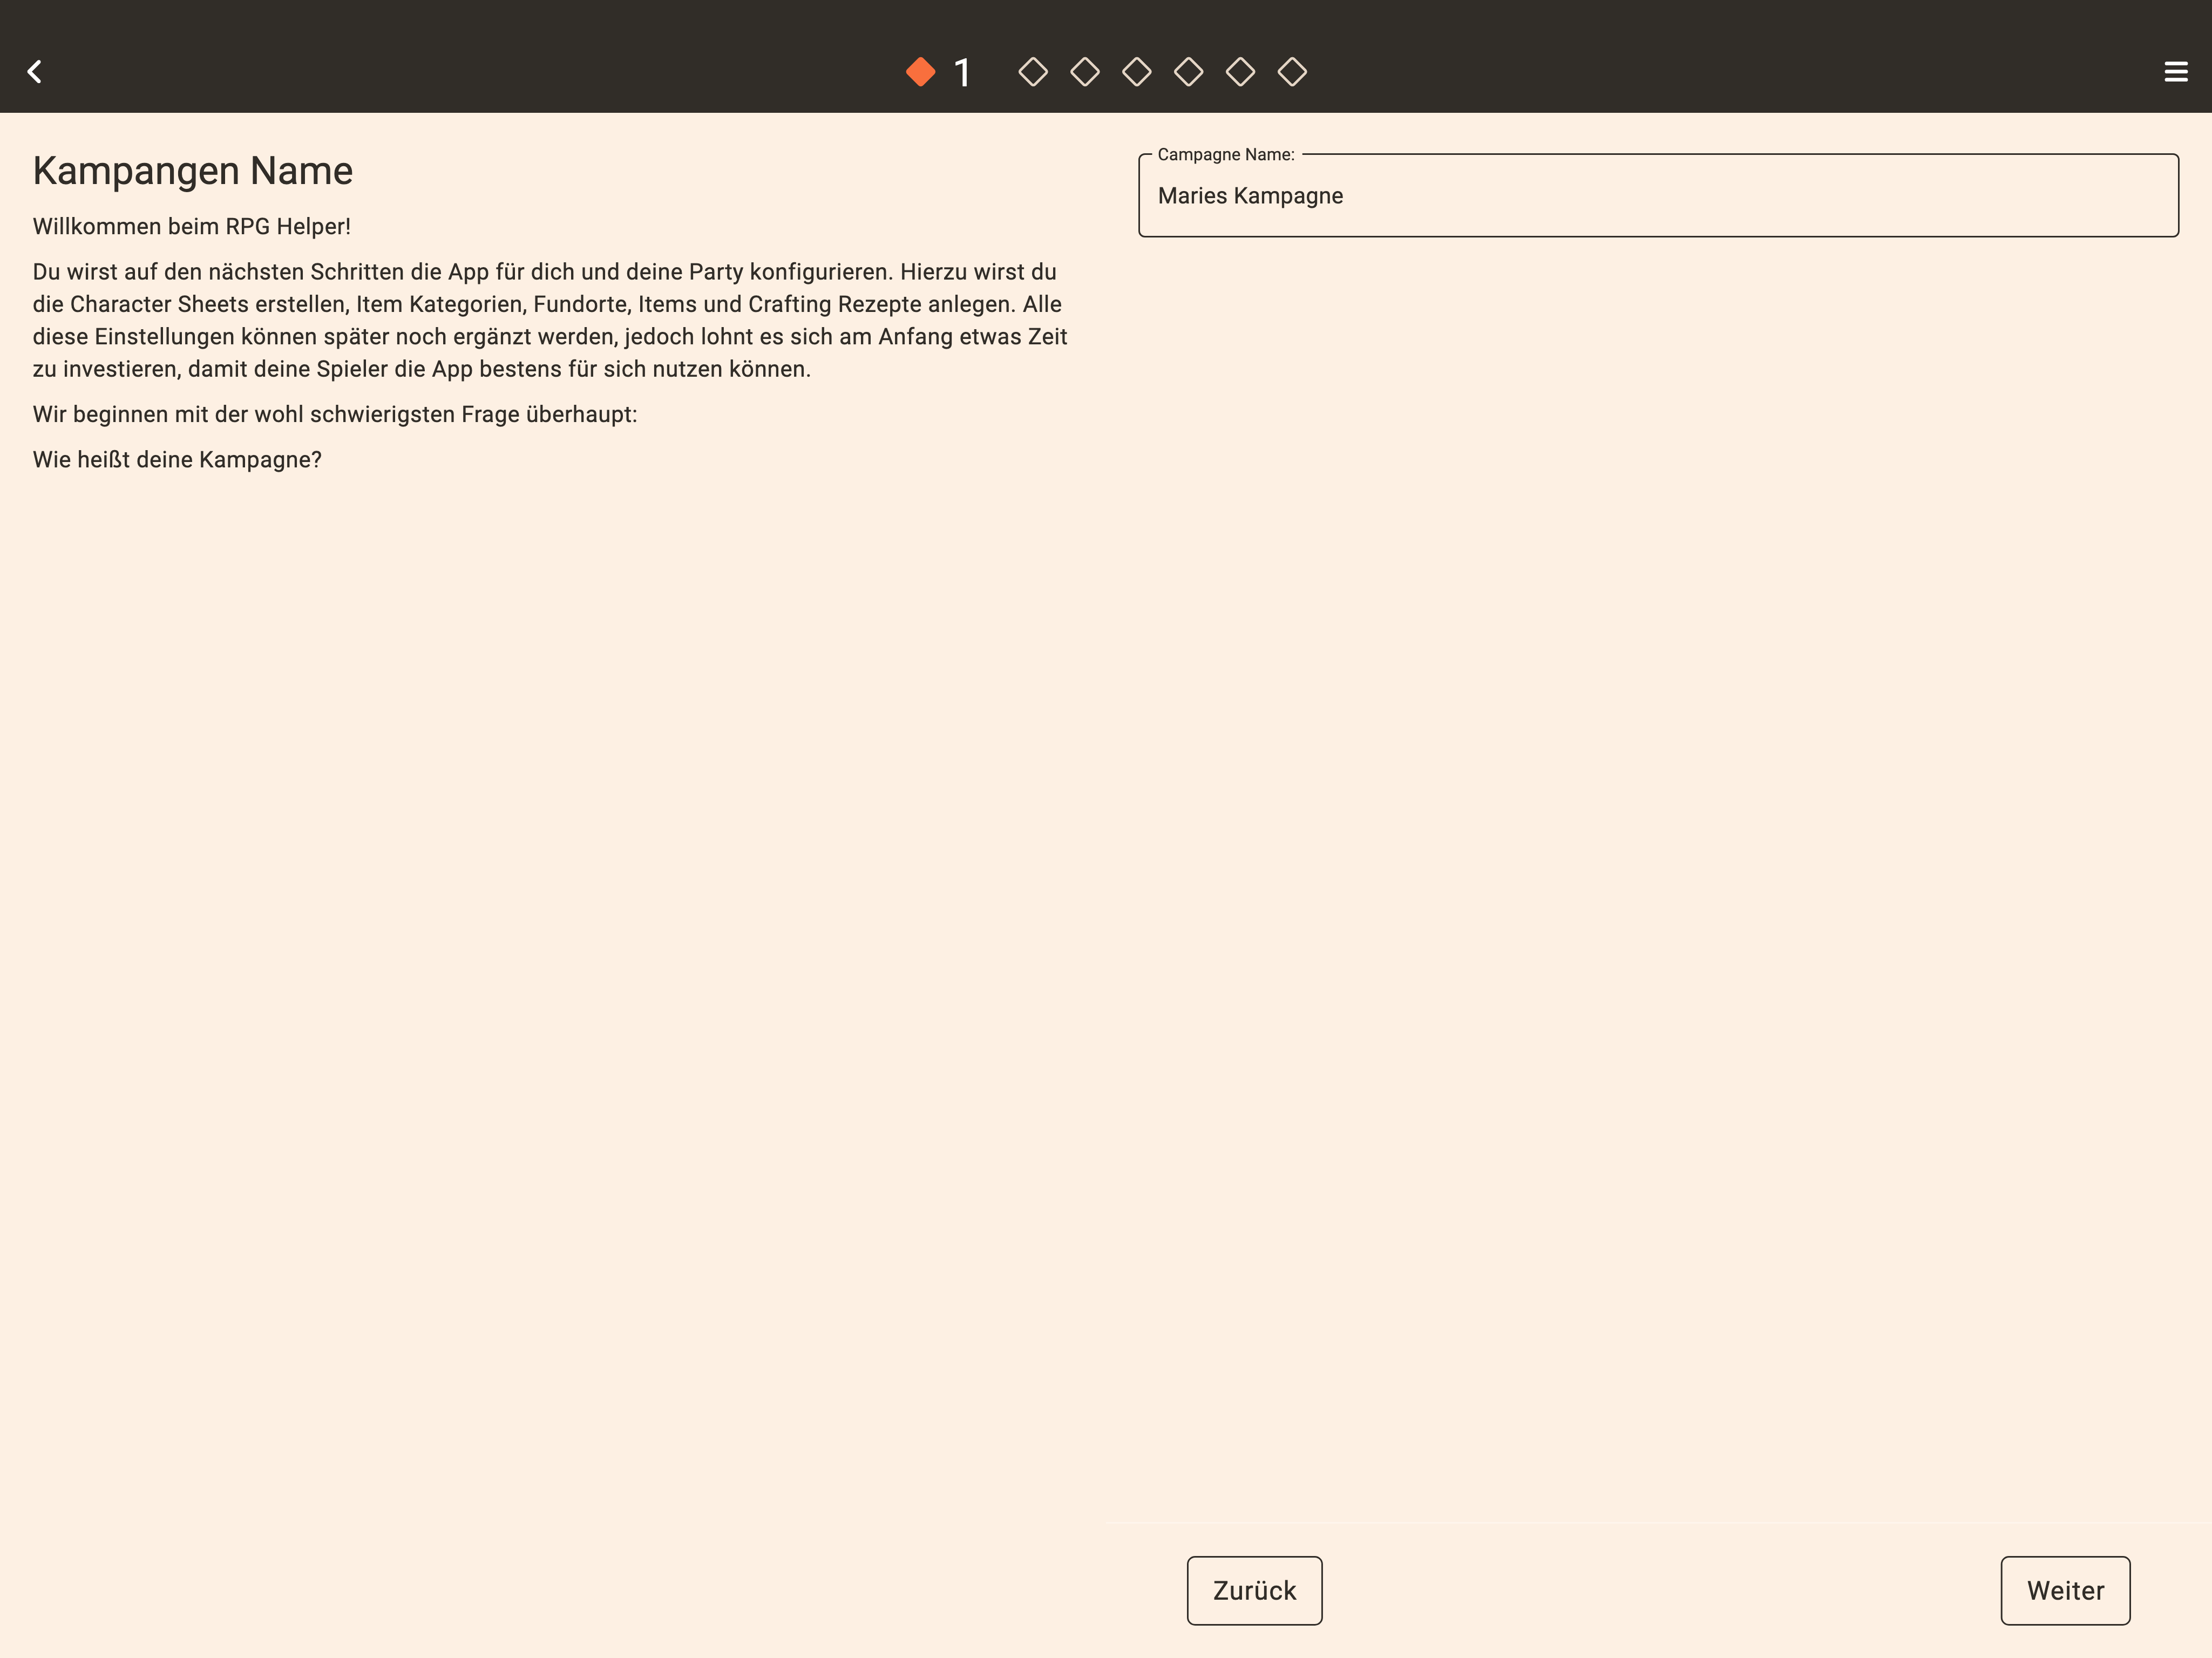 1
Kampangen Name
Willkommen beim RPG Helper!
Du wirst auf den nächsten Schritten die App für dich und deine Party konfigurieren. Hierzu wirst du
die Character Sheets erstellen, Item Kategorien, Fundorte, Items und Crafting Rezepte anlegen. Alle
diese Einstellungen können später noch ergänzt werden, jedoch lohnt es sich am Anfang etwas Zeit
zu investieren, damit deine Spieler die App bestens für sich nutzen können.
Wir beginnen mit der wohl schwierigsten Frage überhaupt:
Wie heißt deine Kampagne?
Campagne Name:
Maries Kampagne
Zurück
Weiter